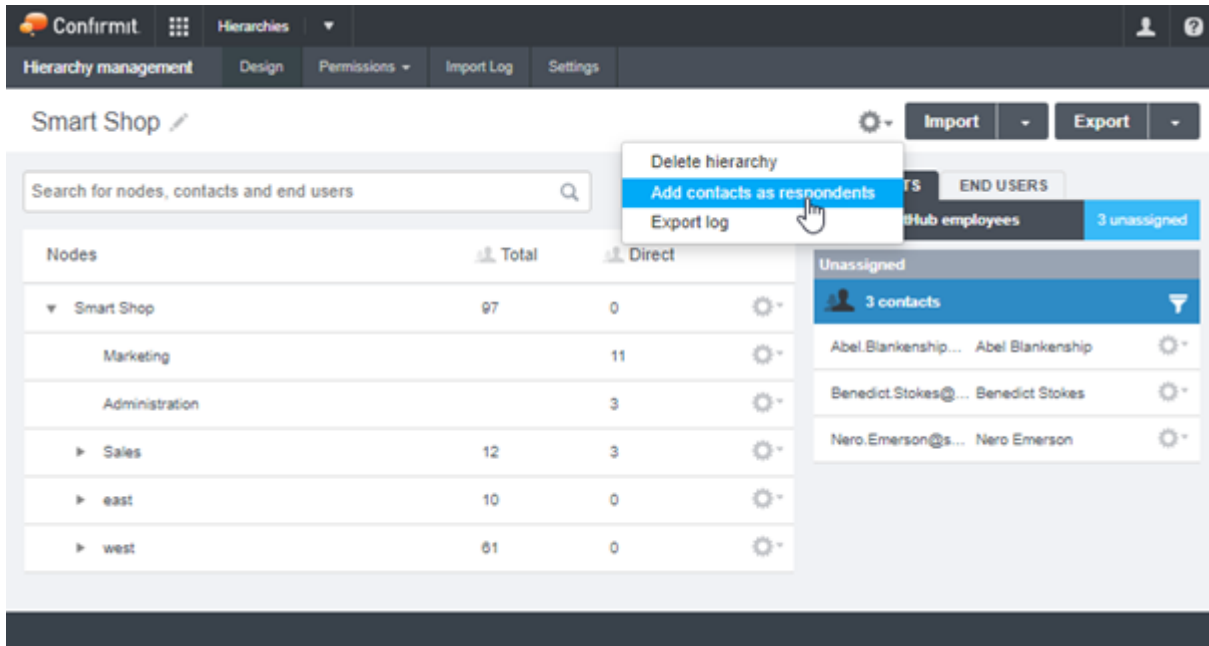 Confirmit. Hierarchies
Hierarchy management Design Permissions Import Log Settings
Smart Shop Import Export
Delete hierarchy
Search for nodes, contacts and end users Add contacts as respondents TS END USERS
Export log tHub employees 3 unassigned
Nodes Total Direct
Unassigned
Smart Shop 97 0 3 contacts
Marketing 11 Abel.Blankenship... Abel Blankenship
Administration 3 Benedict.Stokes@... Benedict Stokes
Sales 12 3 Nero.Emerson@s... Nero Emerson
east 10 0
west 61 0